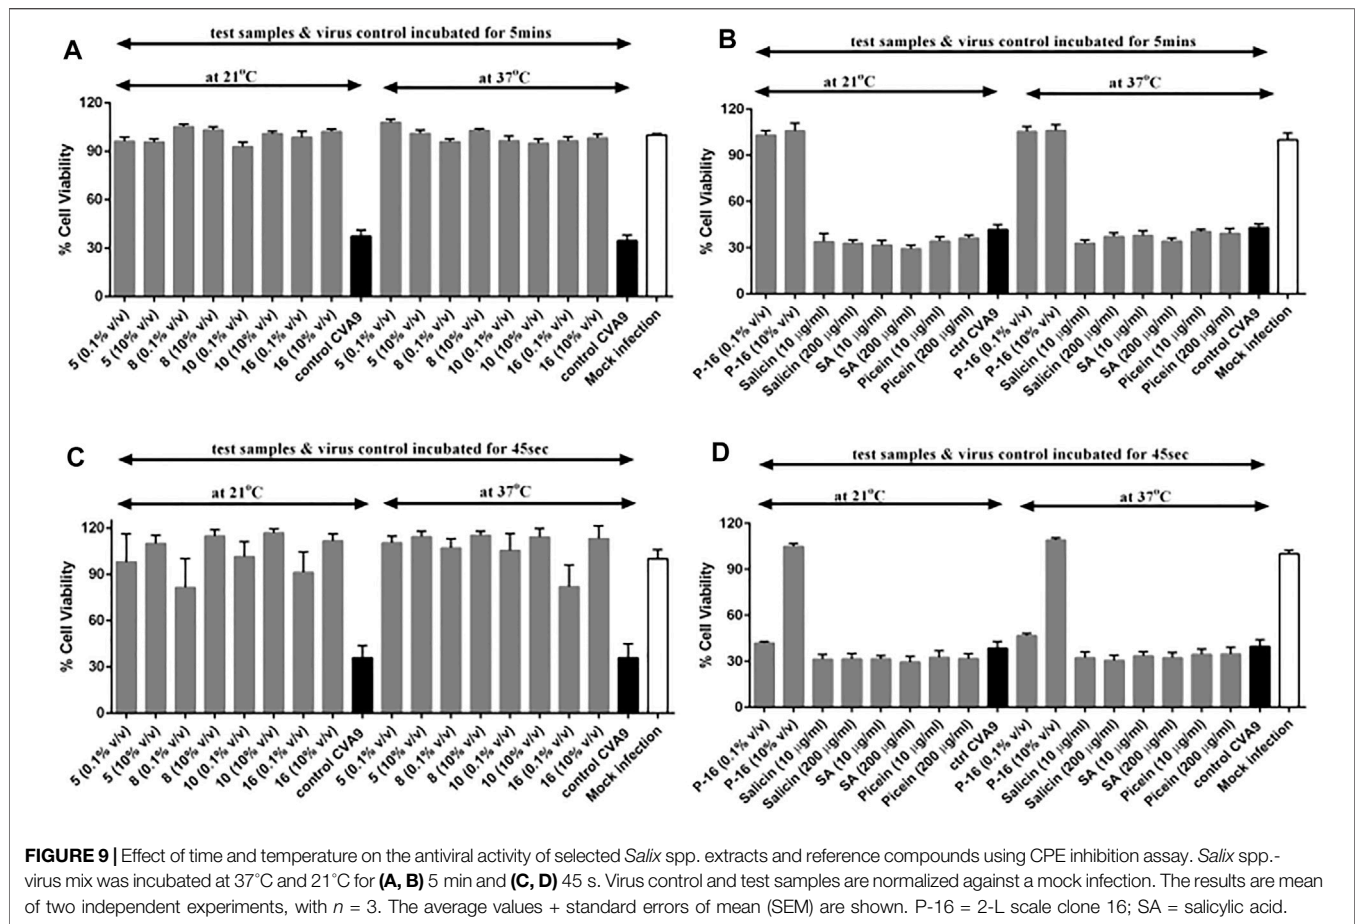 A
test samples & virus control incubated for 5mins
at 21°C
at 37°C
% Cell Viability
120
90
60
30
0
5 (0.1% v/v)
5 (10% v/v)
8 (0.1% v/v)
8 (10% v/v)
10 (0.1% v/v)
10 (10% v/v)
16 (0.1% v/v)
16 (10% v/v)
control CVA9
5 (0.1% v/v)
5 (10% v/v)
8 (0.1% v/v)
8 (10% v/v)
10 (0.1% v/v)
10 (10% v/v)
16 (0.1% v/v)
16 (10% v/v)
control CVA9
Mock infection
B
test samples & virus control incubated for 5mins
at 21°C
at 37°C
% Cell Viability
120
90
60
30
0
P-16 (0.1% v/v)
P-16 (10% v/v)
Salicin (10 µg/ml)
Salicin (200 µg/ml)
SA (10 µg/ml)
SA (200 µg/ml)
Picein (10 µg/ml)
Picein (200 µg/ml)
ctrl CVA9
P-16 (0.1% v/v)
P-16 (10% v/v)
Salicin (10 µg/ml)
Salicin (200 µg/ml)
SA (10 µg/ml)
SA (200 µg/ml)
Picein (10 µg/ml)
Picein (200 µg/ml)
control CVA9
Mock infection
C
test samples & virus control incubated for 45sec
at 21°C
at 37°C
% Cell Viability
120
90
60
30
0
5 (0.1% v/v)
5 (10% v/v)
8 (0.1% v/v)
8 (10% v/v)
10 (0.1% v/v)
10 (10% v/v)
16 (0.1% v/v)
16 (10% v/v)
control CVA9
5 (0.1% v/v)
5 (10% v/v)
8 (0.1% v/v)
8 (10% v/v)
10 (0.1% v/v)
10 (10% v/v)
16 (0.1% v/v)
16 (10% v/v)
control CVA9
Mock infection
D
test samples & virus control incubated for 45sec
at 21°C
at 37°C
% Cell Viability
120
90
60
30
0
P-16 (0.1% v/v)
P-16 (10% v/v)
Salicin (10 µg/ml)
Salicin (200 µg/ml)
SA (10 µg/ml)
SA (200 µg/ml)
Picein (10 µg/ml)
Picein (200 µg/ml)
ctrl CVA9
P-16 (0.1% v/v)
P-16 (10% v/v)
Salicin (10 µg/ml)
Salicin (200 µg/ml)
SA (10 µg/ml)
SA (200 µg/ml)
Picein (10 µg/ml)
Picein (200 µg/ml)
control CVA9
Mock infection
FIGURE 9 | Effect of time and temperature on the antiviral activity of selected Salix spp. extracts and reference compounds using CPE inhibition assay. Salix spp.-
virus mix was incubated at 37°C and 21°C for (A, B) 5 min and (C, D) 45 s. Virus control and test samples are normalized against a mock infection. The results are mean
of two independent experiments, with n = 3. The average values + standard errors of mean (SEM) are shown. P-16 = 2-L scale clone 16; SA = salicylic acid.